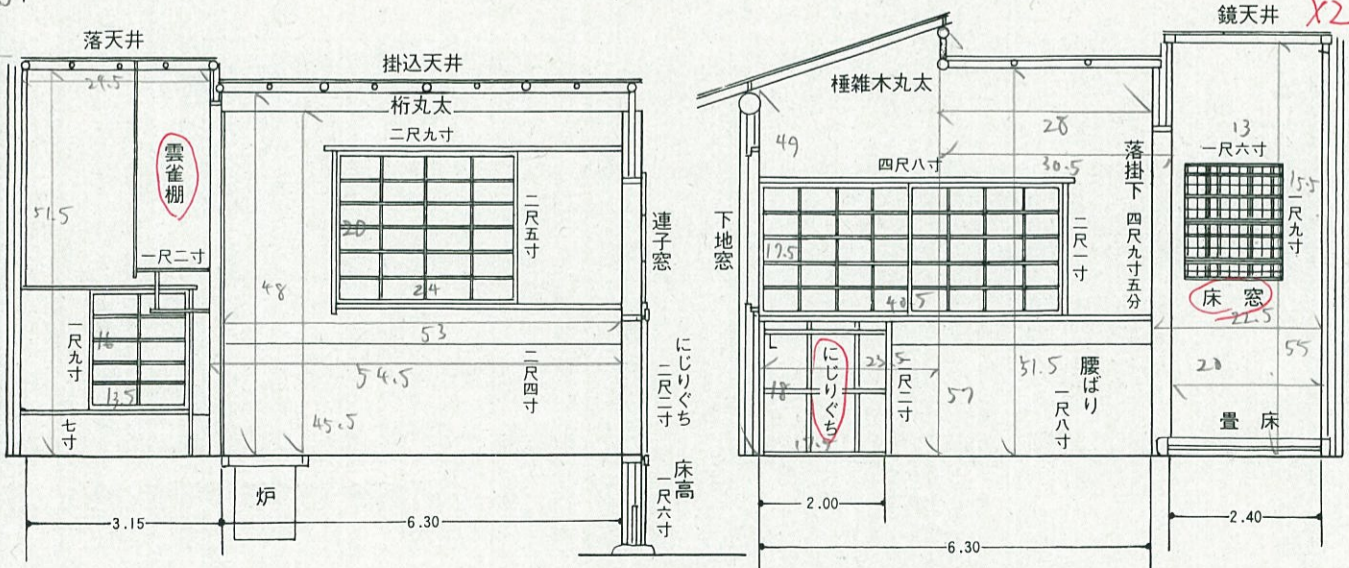 落天井
29.5
雲雀棚
51.5
一尺二寸
一尺九寸
16
13.5
七寸
3.15
掛込天井
桁丸太
二尺九寸
20
二尺五寸
24
48
53
54.5
45.5
二尺四寸
炉
6.30
連子窓
にじりぐち
二尺二寸
床高
一尺六寸
垂雑木丸太
49
28
30.5
四尺八寸
下地窓
17.5
40.5
二尺一寸
落掛下 四尺九寸五分
にじりぐち
18
17.5
23.5
二尺二寸
57
51.5
腰ばり
一尺八寸
2.00
6.30
鏡天井
X2
13
一尺六寸
15.5
一尺九寸
床窓
22.5
55
20
畳床
2.40